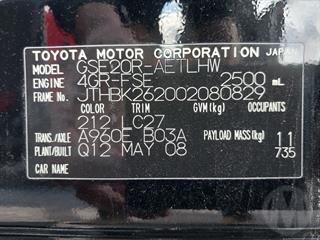 TOYOTA MOTOR CORPORATION JAPAN
MODEL GSE20R-AETLHW
ENGINE 4GR-FSE 2500 mL
FRAME No. JTHBK262002080829
COLOR TRIM GVM(kg) OCCUPANTS
212 LC27
TRANS./AXLE A960E B03A PAYLOAD MASS(kg) 11
PLANT/BUILT Q12 MAY 08 735
CAR NAME